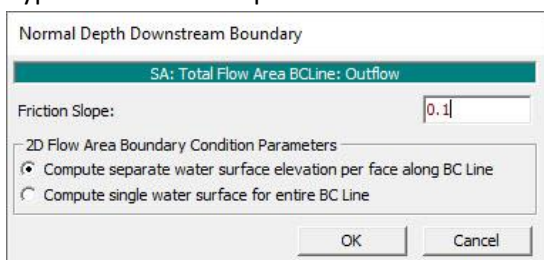 Normal Depth Downstream Boundary
SA: Total Flow Area BCLine: Outflow
Friction Slope:
0.1
2D Flow Area Boundary Condition Parameters
Compute separate water surface elevation per face along BC Line
Compute single water surface for entire BC Line
OK
Cancel